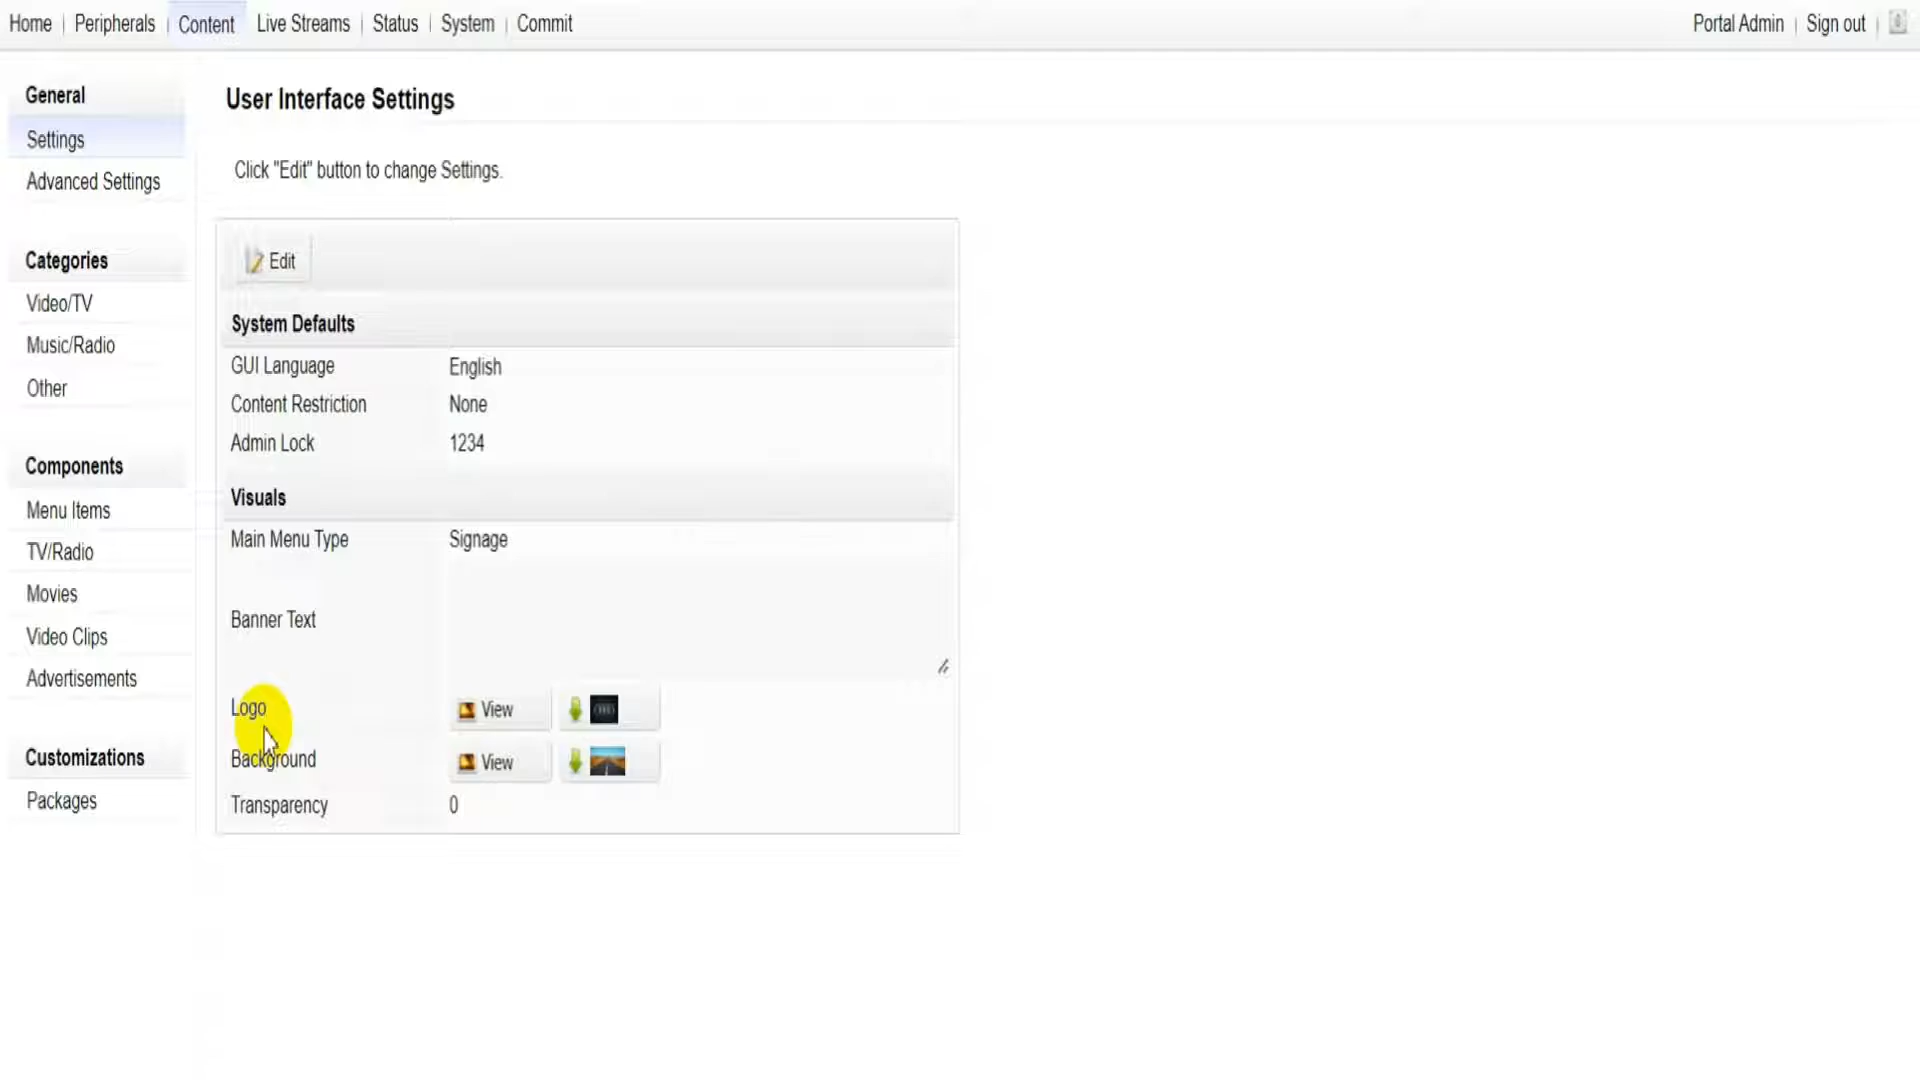 Home | Peripherals | Content Live Streams | Status | System | Commit
Portal Admin | Sign out |
General
Settings
Advanced Settings
Categories
Video/TV
Music/Radio
Other
Components
Menu Items
TV/Radio
Movies
Video Clips
Advertisements
Customizations
Packages
User Interface Settings
Click "Edit" button to change Settings.
Edit
System Defaults
GUI Language English
Content Restriction None
Admin Lock 1234
Visuals
Main Menu Type Signage
Banner Text
Logo View
Background View
Transparency 0